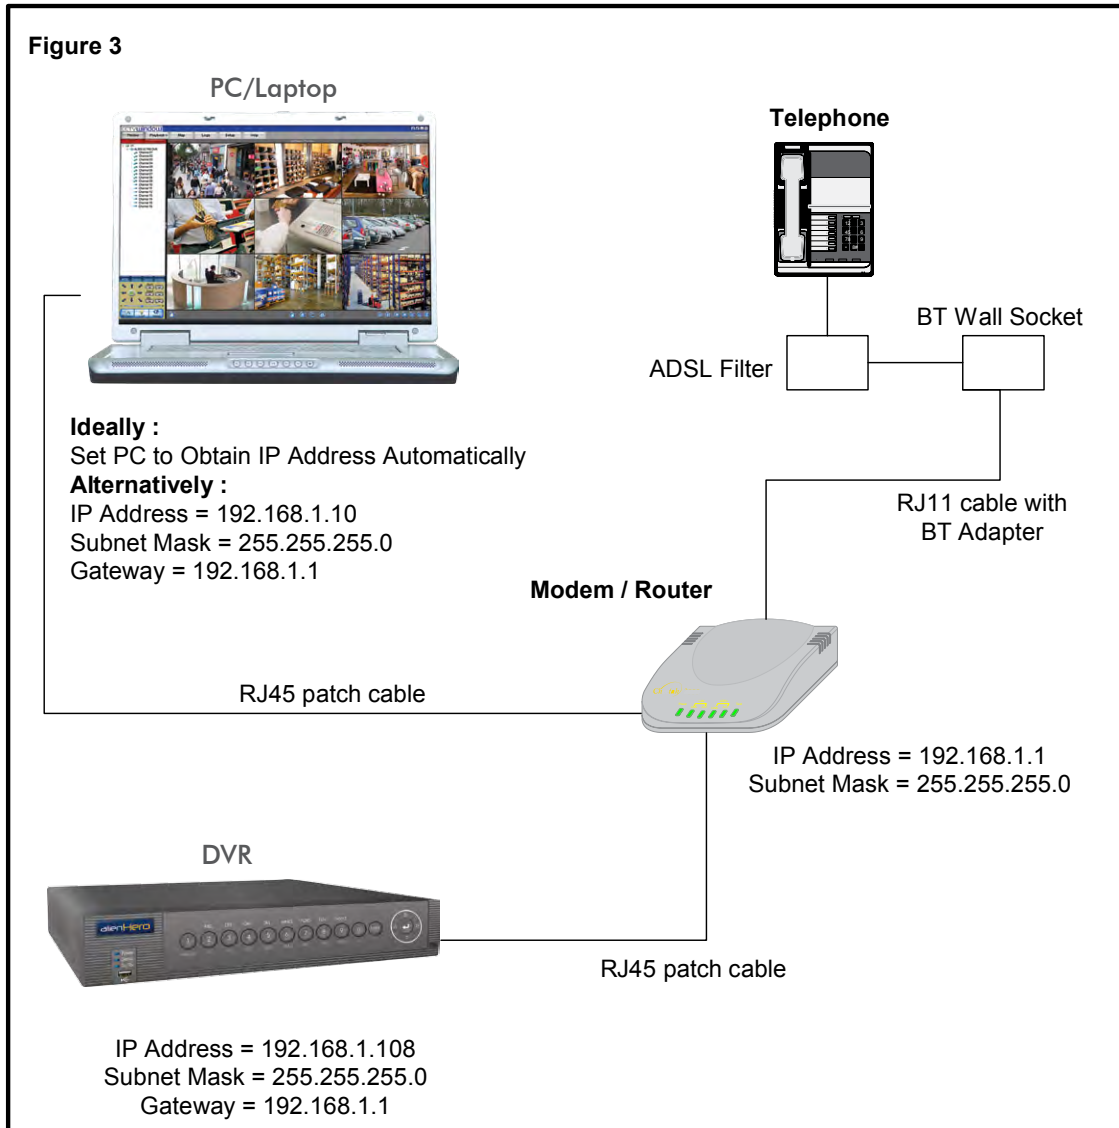 Figure 3
PC/Laptop
Telephone
BT Wall Socket
ADSL Filter
Ideally :
Set PC to Obtain IP Address Automatically
Alternatively :
IP Address = 192.168.1.10
Subnet Mask = 255.255.255.0
Gateway = 192.168.1.1
RJ11 cable with
BT Adapter
Modem / Router
RJ45 patch cable
IP Address = 192.168.1.1
Subnet Mask = 255.255.255.0
DVR
alienHero
RJ45 patch cable
IP Address = 192.168.1.108
Subnet Mask = 255.255.255.0
Gateway = 192.168.1.1